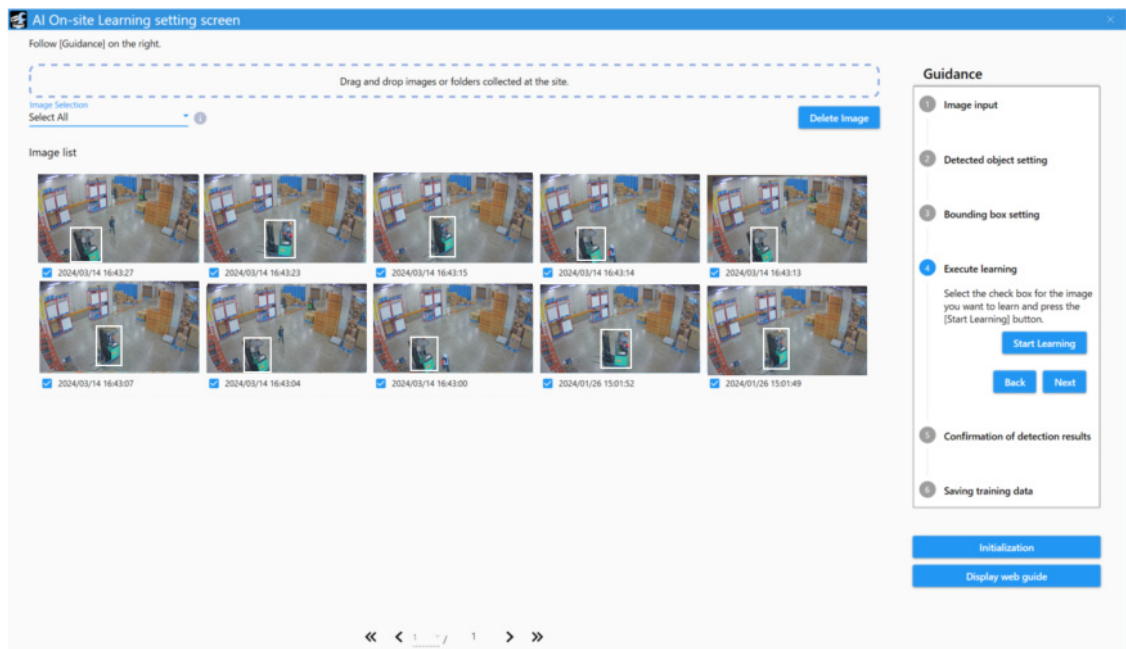 AI On-site Learning setting screen
Follow [Guidance] on the right.
Drag and drop images or folders collected at the site.
Image Selection
Select All
Delete Image
Image list
2024/03/14 16:43:27
2024/03/14 16:43:23
2024/03/14 16:43:15
2024/03/14 16:43:14
2024/03/14 16:43:13
2024/03/14 16:43:07
2024/03/14 16:43:04
2024/03/14 16:43:00
2024/01/26 15:01:52
2024/01/26 15:01:49
1 / 1
Guidance
1 Image input
2 Detected object setting
3 Bounding box setting
4 Execute learning
Select the check box for the image
you want to learn and press the
[Start Learning] button.
Start Learning
Back Next
5 Confirmation of detection results
6 Saving training data
Initialization
Display web guide